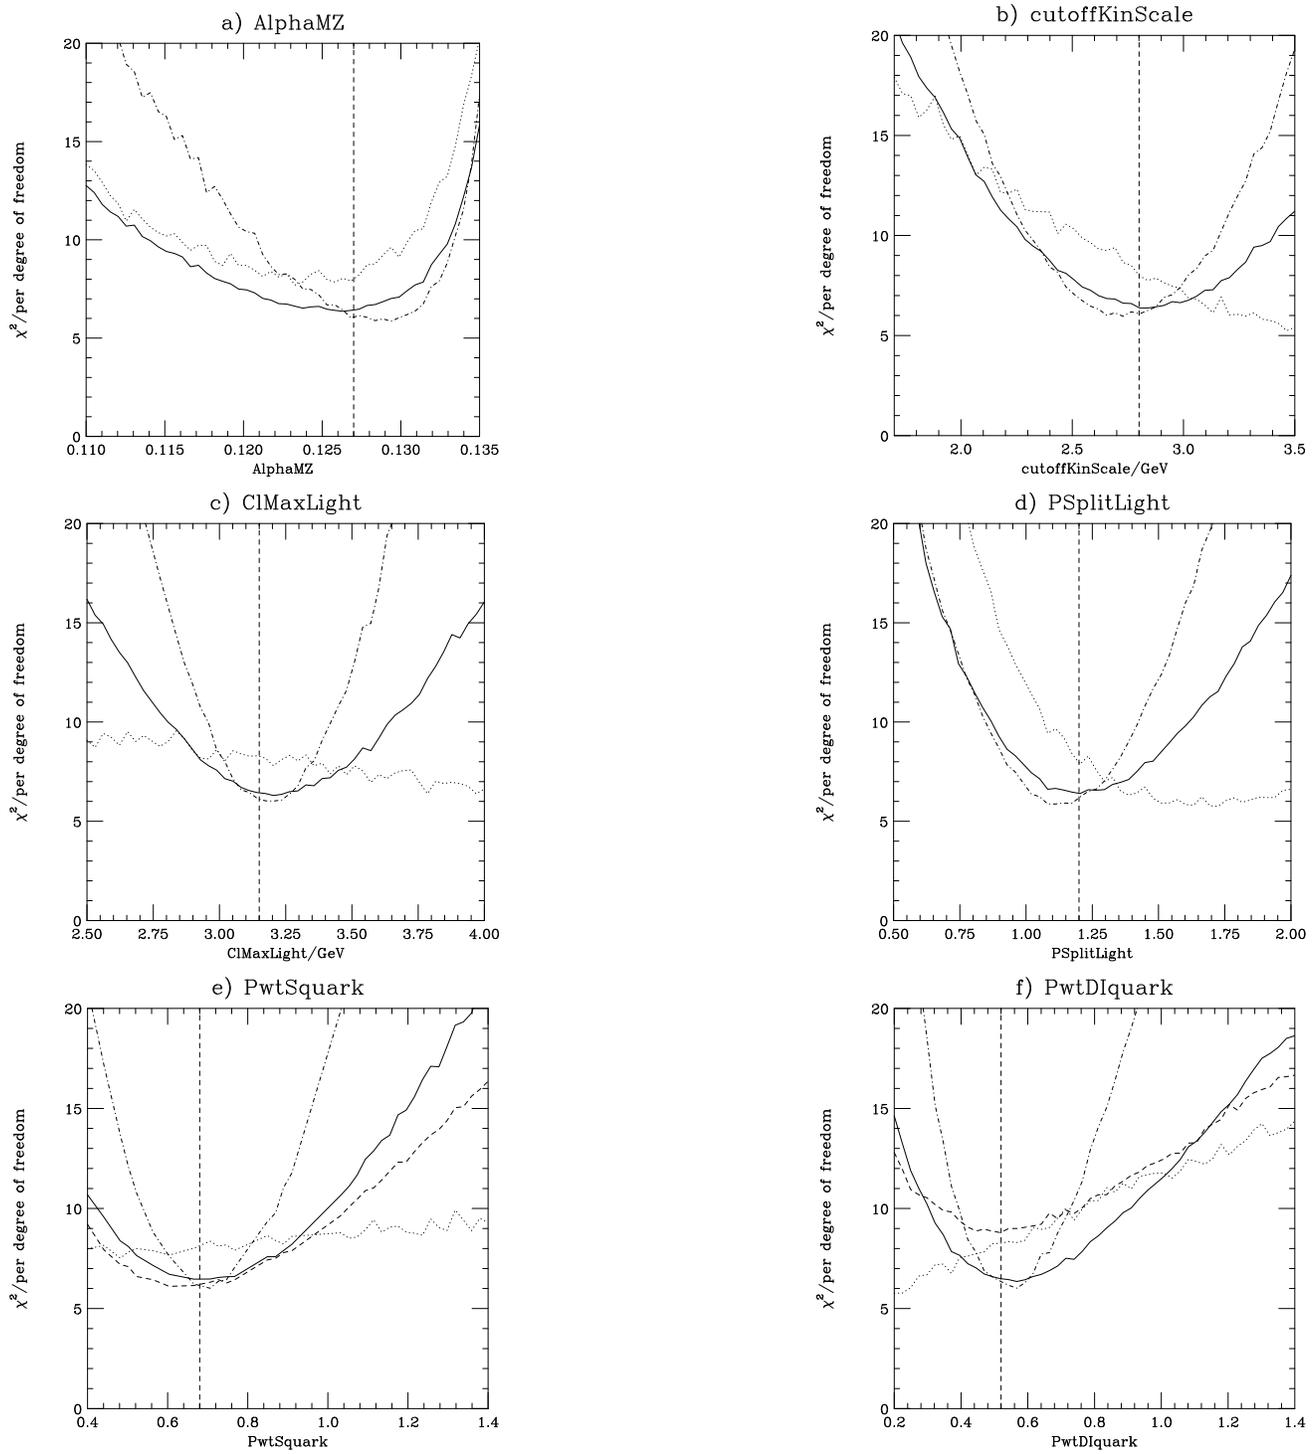 a) AlphaMZ
20
15
10
5
0
χ²/per degree of freedom
0.110 0.115 0.120 0.125 0.130 0.135
AlphaMZ
b) cutoffKinScale
20
15
10
5
0
χ²/per degree of freedom
2.0 2.5 3.0 3.5
cutoffKinScale/GeV
c) ClMaxLight
20
15
10
5
0
χ²/per degree of freedom
2.50 2.75 3.00 3.25 3.50 3.75 4.00
ClMaxLight/GeV
d) PSplitLight
20
15
10
5
0
χ²/per degree of freedom
0.50 0.75 1.00 1.25 1.50 1.75 2.00
PSplitLight
e) PwtSquark
20
15
10
5
0
χ²/per degree of freedom
0.4 0.6 0.8 1.0 1.2 1.4
PwtSquark
f) PwtDIquark
20
15
10
5
0
χ²/per degree of freedom
0.2 0.4 0.6 0.8 1.0 1.2 1.4
PwtDIquark